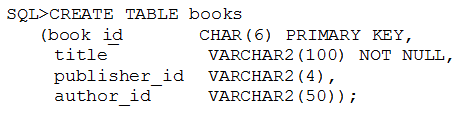 SQL>CREATE TABLE books
(book_id CHAR(6) PRIMARY KEY,
title VARCHAR2(100) NOT NULL,
publisher_id VARCHAR2(4),
author_id VARCHAR2(50));